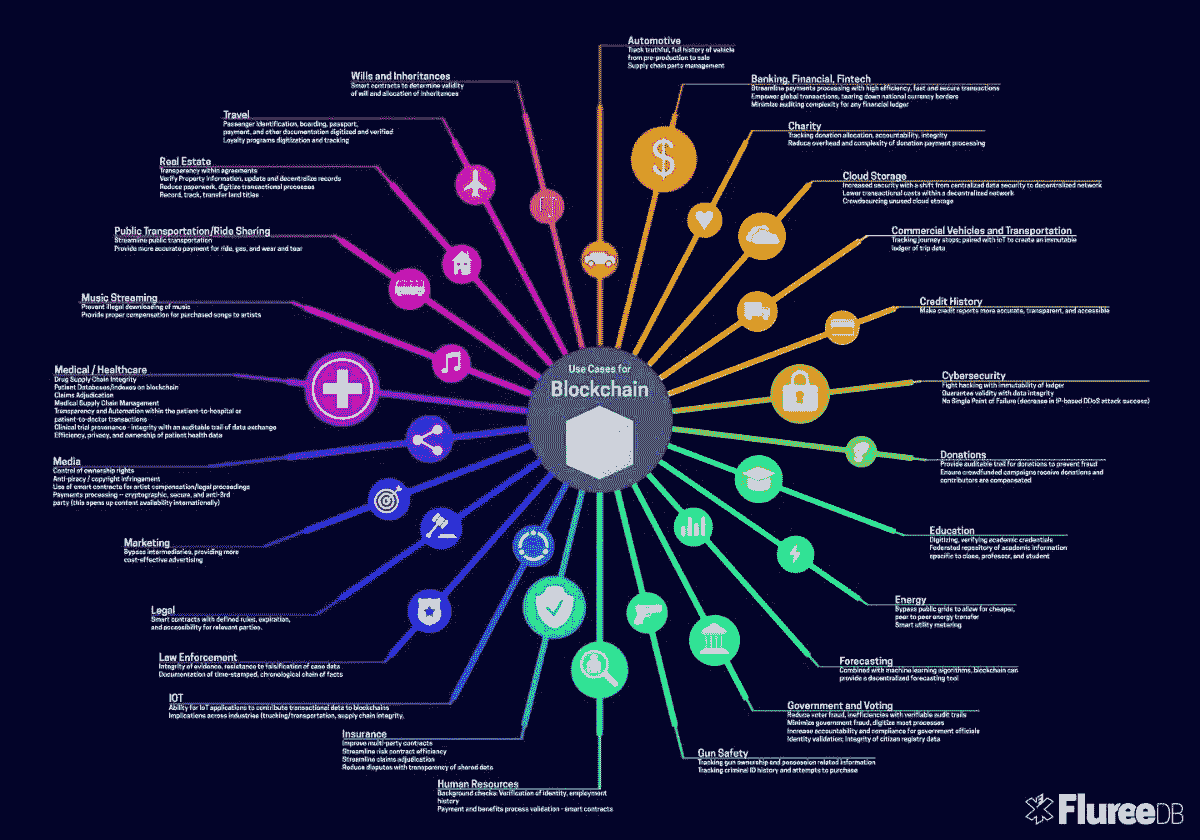 Use Cases for
Blockchain
Automotive
Track truthful, full history of vehicle
from pre-production to sale
Supply chain parts management
Banking, Financial, Fintech
Streamline payments processing with high efficiency, fast and secure transactions
Empower global transactions, tearing down national currency borders
Minimize auditing complexity for any financial ledger
Charity
Tracking donation allocation, accountability, integrity
Reduce overhead and complexity of donation payment processing
Cloud Storage
Increased security with a shift from centralized data security to decentralized network
Lower transactional costs within a decentralized network
Crowdsourcing unused cloud storage
Commercial Vehicles and Transportation
Tracking journey stops; paired with IoT to create an immutable
ledger of trip data
Credit History
Make credit reports more accurate, transparent, and accessible
Cybersecurity
Fight hacking with immutability of ledger
Guarantee validity with data integrity
No Single Point of Failure (decrease in IP-based DDoS attack success)
Donations
Provide auditable trail for donations to prevent fraud
Ensure crowdfunded campaigns receive donations and
contributors are compensated
Education
Digitizing, verifying academic credentials
Federated repository of academic information
specific to class, professor, and student
Energy
Bypass public grids to allow for cheaper,
peer to peer energy transfer
Smart utility metering
Forecasting
Combined with machine learning algorithms, blockchain can
provide a decentralized forecasting tool
Government and Voting
Reduce voter fraud, inefficiencies with verifiable audit trails
Minimize government fraud, digitize most processes
Increase accountability and compliance for government officials
Identity validation; Integrity of citizen registry data
Gun Safety
Tracking gun ownership and possession related information
Tracking criminal ID history and attempts to purchase
Human Resources
Background checks: Verification of identity, employment
history
Payment and benefits process validation - smart contracts
Insurance
Improve multi-party contracts
Streamline risk contract efficiency
Streamline claims adjudication
Reduce disputes with transparency of shared data
IOT
Ability for IoT applications to contribute transactional data to blockchains
Implications across industries (trucking/transportation, supply chain integrity,
Law Enforcement
Integrity of evidence, resistance to falsification of case data
Documentation of time-stamped, chronological chain of facts
Legal
Smart contracts with defined rules, expiration,
and accessibility for relevant parties.
Marketing
Bypass intermediaries, providing more
cost-effective advertising
Media
Control of ownership rights
Anti-piracy / copyright infringement
Use of smart contracts for artist compensation/legal proceedings
Payments processing -- cryptographic, secure, and anti-3rd
party (this opens up content availability internationally)
Medical / Healthcare
Drug Supply Chain Integrity
Patient Databases/Indexes on blockchain
Claims Adjudication
Medical Supply Chain Management
Transparency and Automation within the patient-to-hospital or
patient-to-doctor transactions
Clinical trial provenance - integrity with an auditable trail of data exchange
Efficiency, privacy, and ownership of patient health data
Music Streaming
Prevent illegal downloading of music
Provide proper compensation for purchased songs to artists
Public Transportation/Ride Sharing
Streamline public transportation
Provide more accurate payment for ride, gas, and wear and tear
Real Estate
Transparency within agreements
Verify Property information, update and decentralize records
Reduce paperwork, digitize transactional processes
Record, track, transfer land titles
Travel
Passenger identification, boarding, passport,
payment, and other documentation digitized and verified
Loyalty programs digitization and tracking
Wills and Inheritances
Smart contracts to determine validity
of will and allocation of inheritances
$
FlureeDB